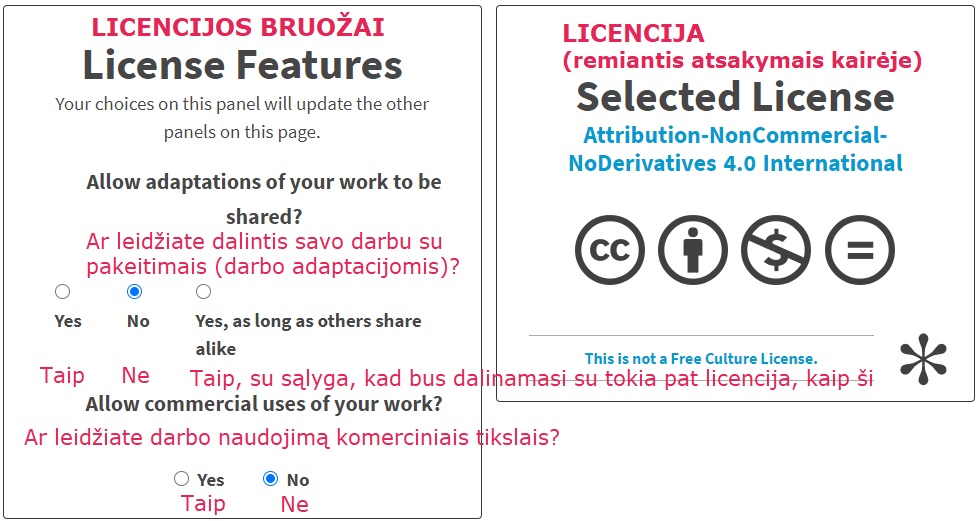 LICENCIJOS BRUOŽAI
License Features
Your choices on this panel will update the other
panels on this page.
Allow adaptations of your work to be
shared?
Ar leidžiate dalintis savo darbu su
pakeitimais (darbo adaptacijomis)?
Yes No Yes, as long as others share
alike
Taip Ne Taip, su sąlyga, kad bus dalinamasi su tokia pat licencija, kaip ši
Allow commercial uses of your work?
Ar leidžiate darbo naudojimą komerciniais tikslais?
Yes No
Taip Ne
LICENCIJA
(remiantis atsakymais kairėje)
Selected License
Attribution-NonCommercial-
NoDerivatives 4.0 International
cc $ =
This is not a Free Culture License.